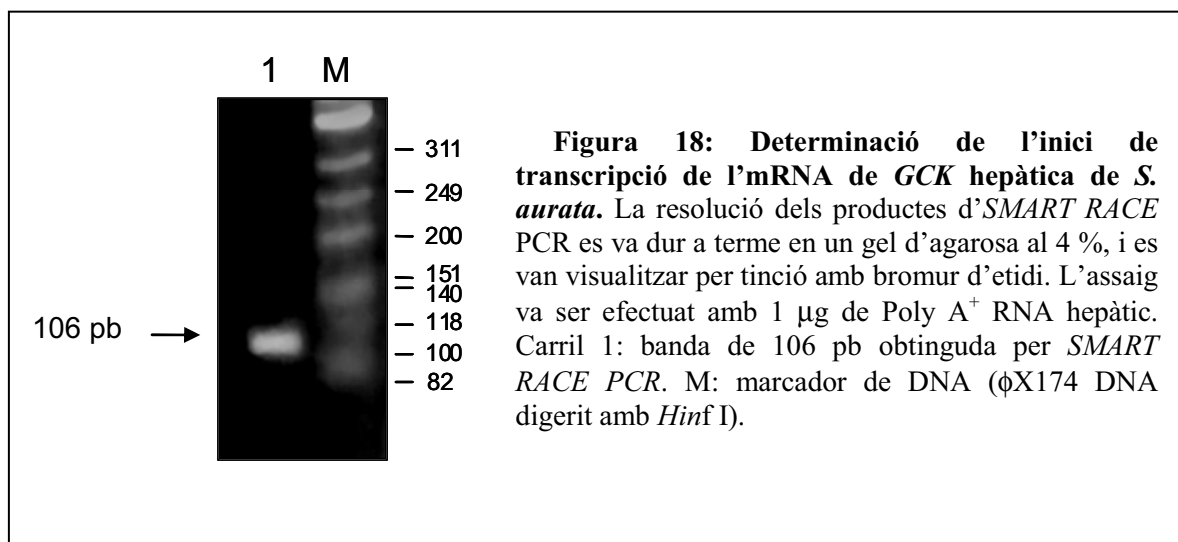 1 M
311
249
200
151
140
118
100
82
106 pb
Figura 18: Determinació de l’inici de
transcripció de l’mRNA de GCK hepàtica de S.
aurata. La resolució dels productes d’SMART RACE
PCR es va dur a terme en un gel d’agarosa al 4 %, i es
van visualitzar per tinció amb bromur d’etidi. L’assaig
va ser efectuat amb 1 μg de Poly A⁺ RNA hepàtic.
Carril 1: banda de 106 pb obtinguda per SMART
RACE PCR. M: marcador de DNA (ϕX174 DNA
digerit amb Hinf I).